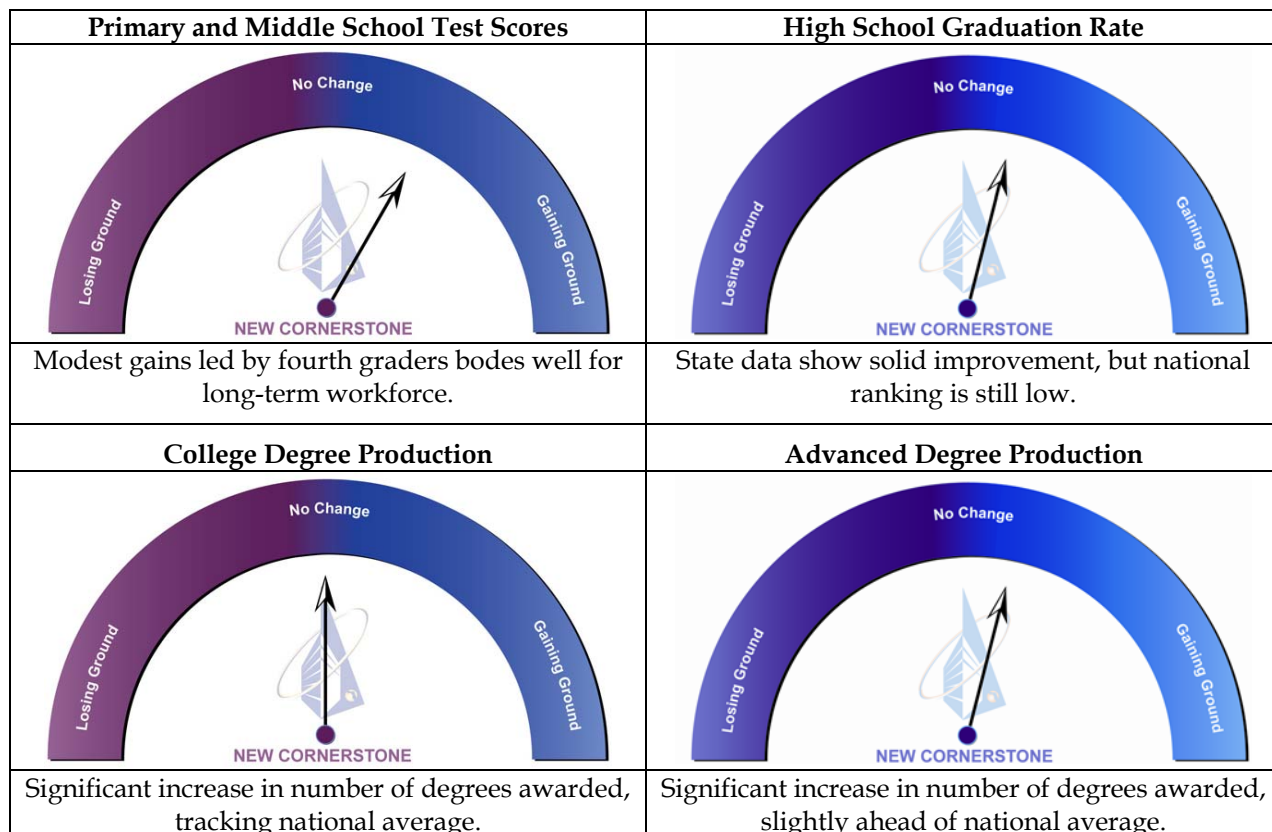 Primary and Middle School Test Scores
No Change
Losing Ground
Gaining Ground
NEW CORNERSTONE
Modest gains led by fourth graders bodes well for
long-term workforce.
High School Graduation Rate
No Change
Losing Ground
Gaining Ground
NEW CORNERSTONE
State data show solid improvement, but national
ranking is still low.
College Degree Production
No Change
Losing Ground
Gaining Ground
NEW CORNERSTONE
Significant increase in number of degrees awarded,
tracking national average.
Advanced Degree Production
No Change
Losing Ground
Gaining Ground
NEW CORNERSTONE
Significant increase in number of degrees awarded,
slightly ahead of national average.